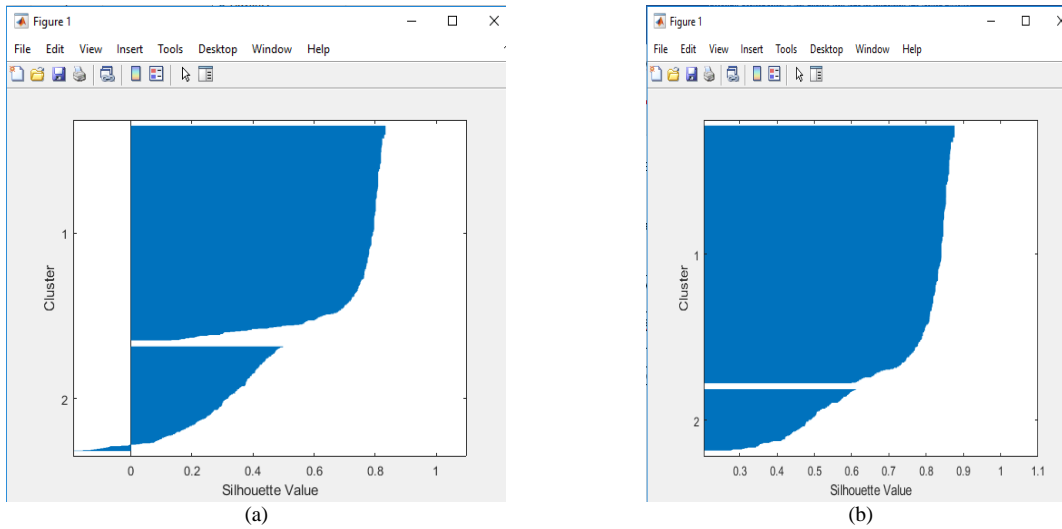 Figure 1
File Edit View Insert Tools Desktop Window Help
1
2
Cluster
0 0.2 0.4 0.6 0.8 1
Silhouette Value
(a)
Figure 1
File Edit View Insert Tools Desktop Window Help
1
2
Cluster
0.3 0.4 0.5 0.6 0.7 0.8 0.9 1 1.1
Silhouette Value
(b)